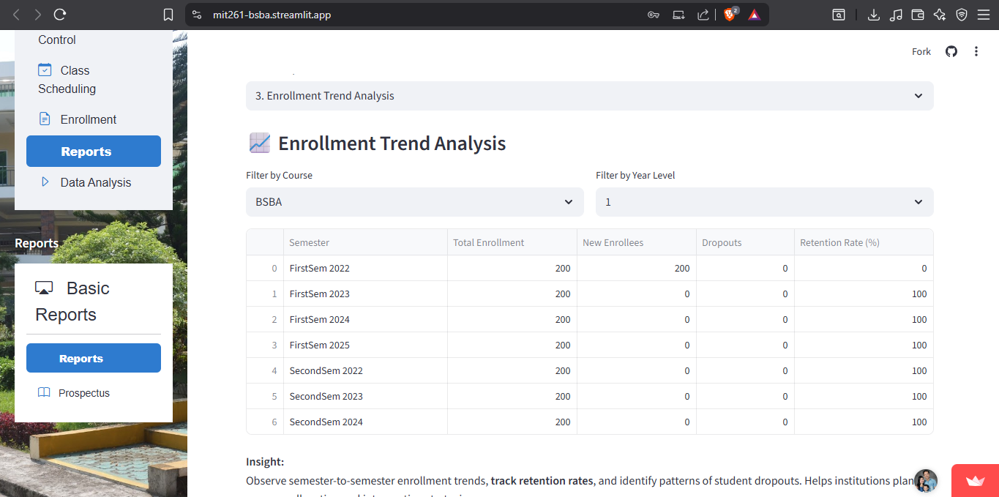 mit261-bsba.streamlit.app
2
Control
Class
Scheduling
Enrollment
Reports
Data Analysis
Reports
Basic
Reports
Reports
Prospectus
Fork
3. Enrollment Trend Analysis
Enrollment Trend Analysis
Filter by Course Filter by Year Level
BSBA 1
Semester Total Enrollment New Enrollees Dropouts Retention Rate (%)
0 FirstSem 2022 200 200 0 0
1 FirstSem 2023 200 0 0 100
2 FirstSem 2024 200 0 0 100
3 FirstSem 2025 200 0 0 100
4 SecondSem 2022 200 0 0 100
5 SecondSem 2023 200 0 0 100
6 SecondSem 2024 200 0 0 100
Insight:
Observe semester-to-semester enrollment trends, track retention rates, and identify patterns of student dropouts. Helps institutions plan